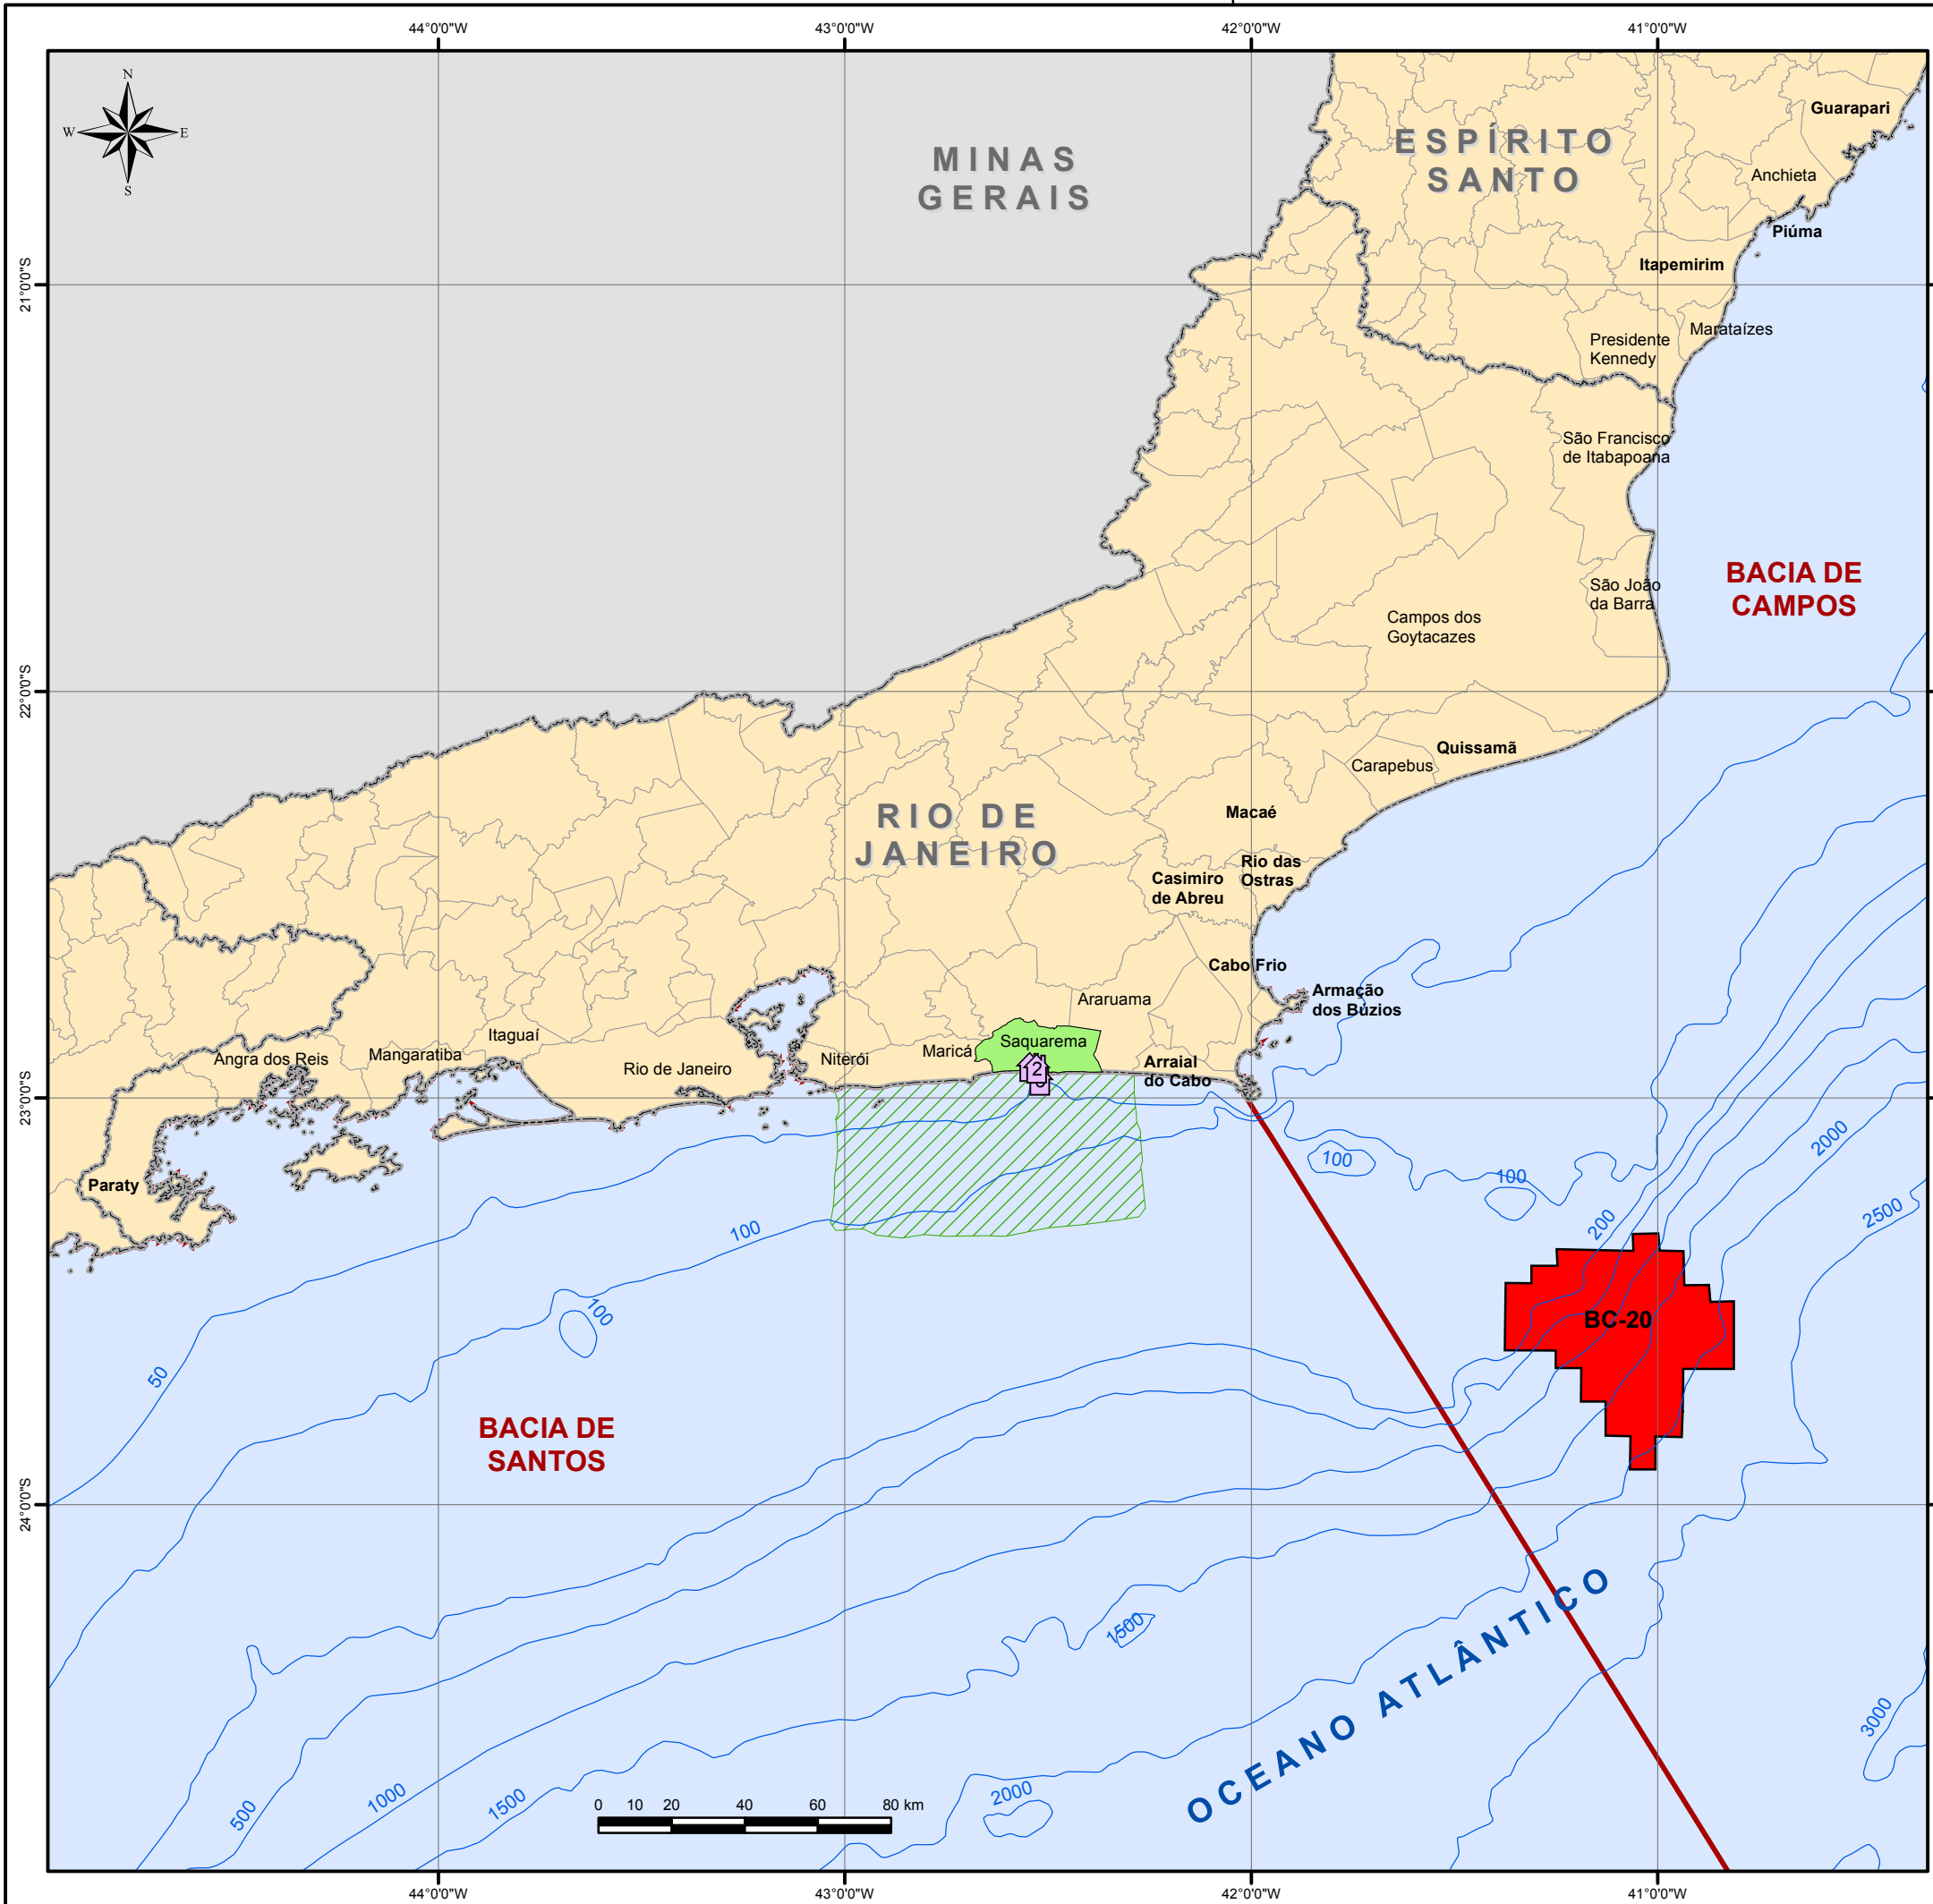 44°0'0"W
43°0'0"W
42°0'0"W
41°0'0"W
N
W
E
S
MINAS
GERAIS
ESPÍRITO
SANTO
Guarapari
Anchieta
Piúma
Itapemirim
21°0'0"S
Marataízes
Presidente
Kennedy
São Francisco
de Itabapoana
BACIA DE
CAMPOS
São João
da Barra
Campos dos
Goytacazes
22°0'0"S
Quissamã
Carapebus
Macaé
RIO DE
JANEIRO
Rio das
Ostras
Casimiro
de Abreu
Cabo Frio
Armação
dos Búzios
Araruama
Itaguaí
Saquarema
Maricá
Mangaratiba
Angra dos Reis
Niterói
Rio de Janeiro
Arraial
do Cabo
1
2
23°0'0"S
2000
100
100
Paraty
2500
200
100
100
BC-20
50
BACIA DE
SANTOS
24°0'0"S
OCEANO ATLÂNTICO
1500
3000
2000
1000
1500
500
0 10 20 40 60 80 km
44°0'0"W
43°0'0"W
42°0'0"W
41°0'0"W